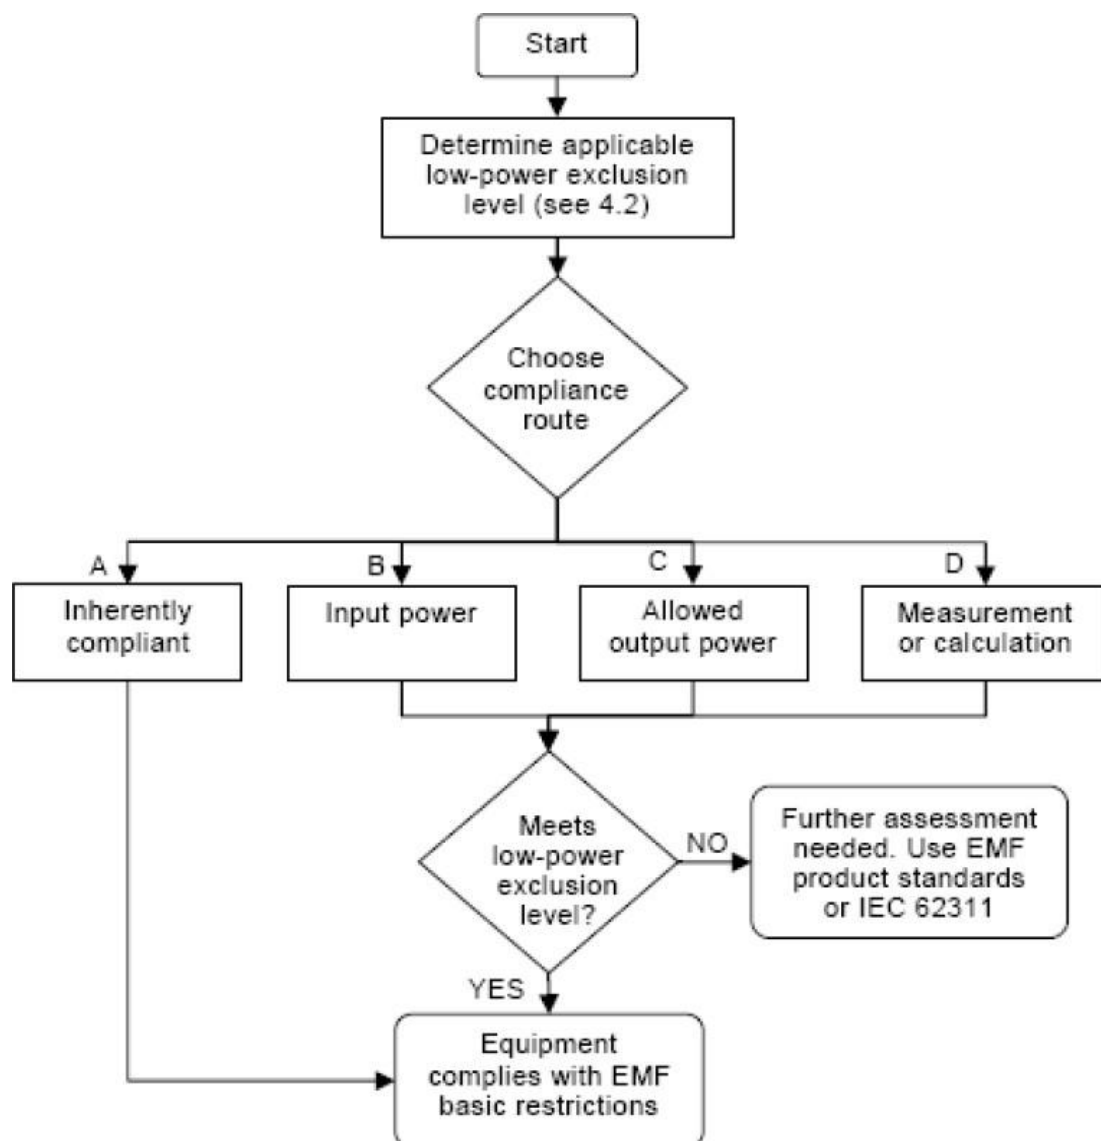 Start
Determine applicable
low-power exclusion
level (see 4.2)
Choose
compliance
route
A
Inherently
compliant
B
Input power
C
Allowed
output power
D
Measurement
or calculation
Meets
low-power
exclusion
level?
NO
Further assessment
needed. Use EMF
product standards
or IEC 62311
YES
Equipment
complies with EMF
basic restrictions